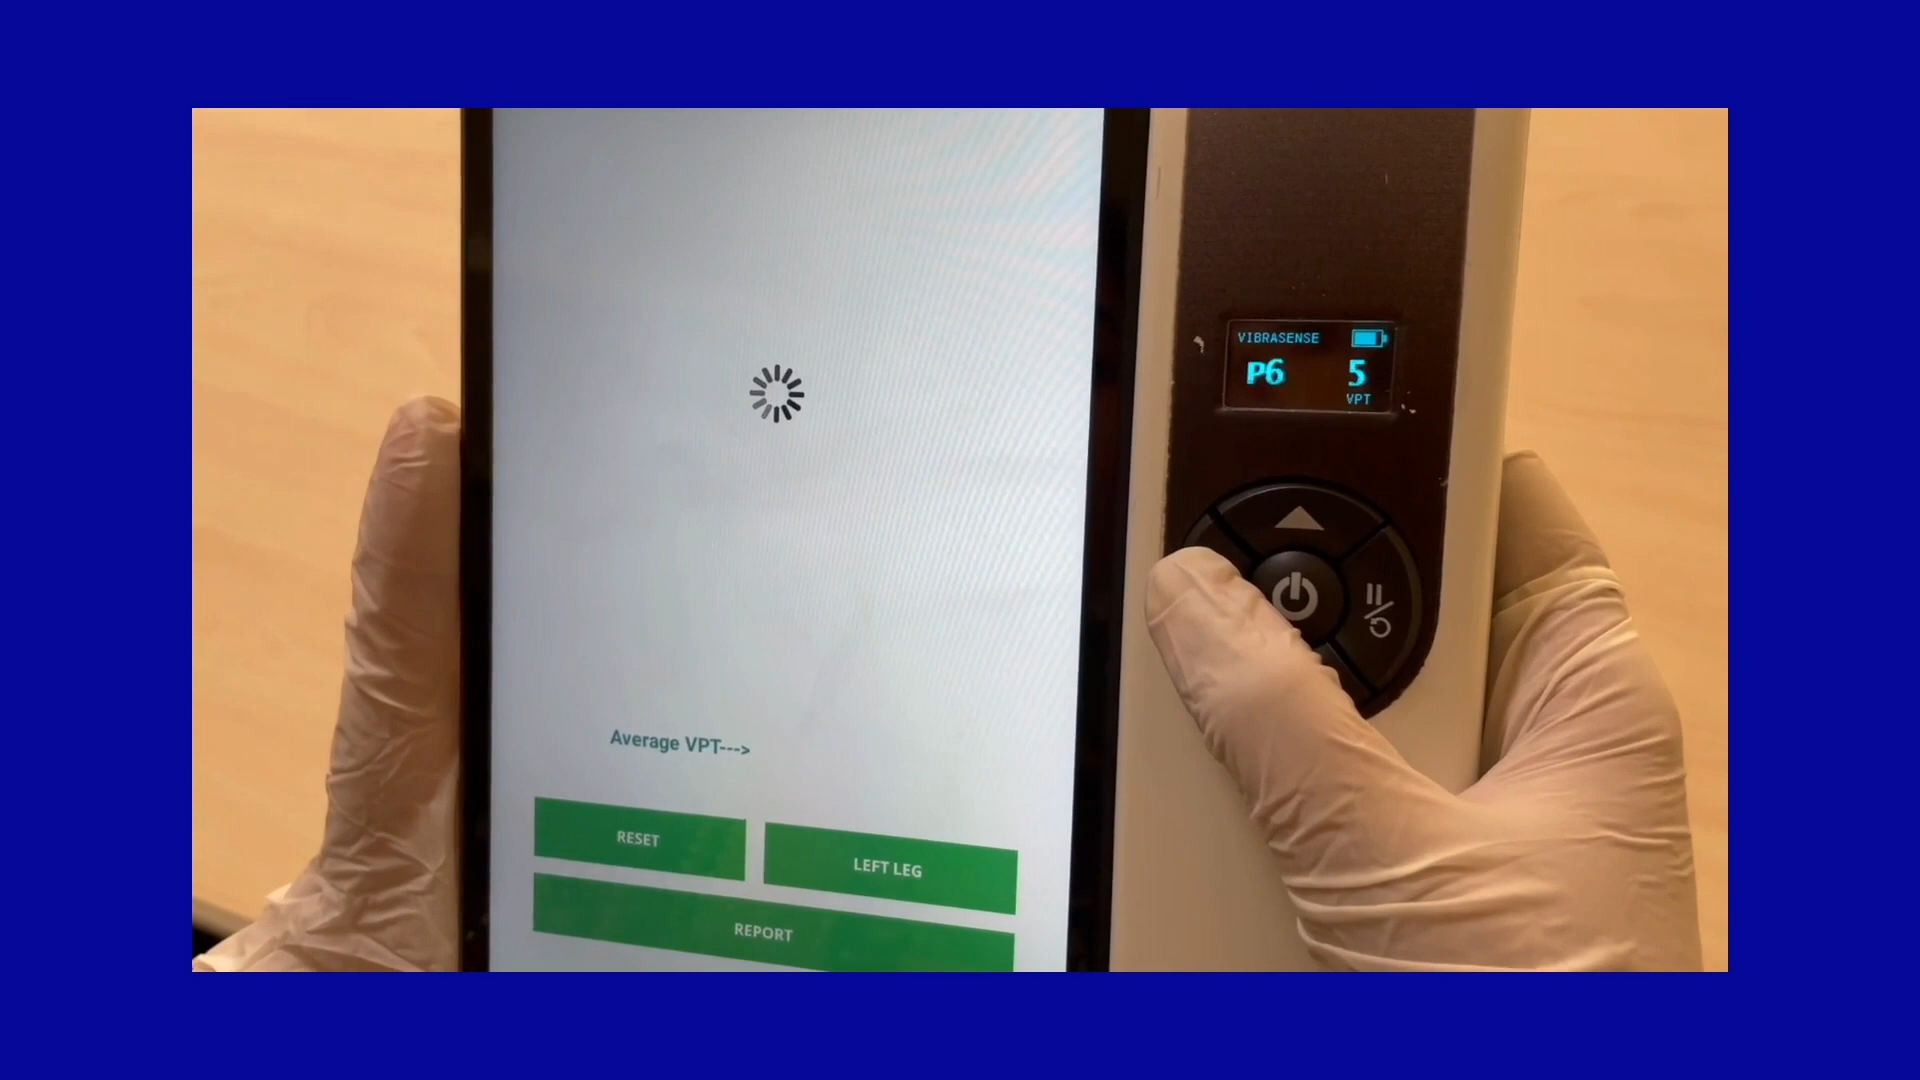 VIBRASENSE
P6 5
VPT
Average VPT--->
RESET
LEFT LEG
REPORT